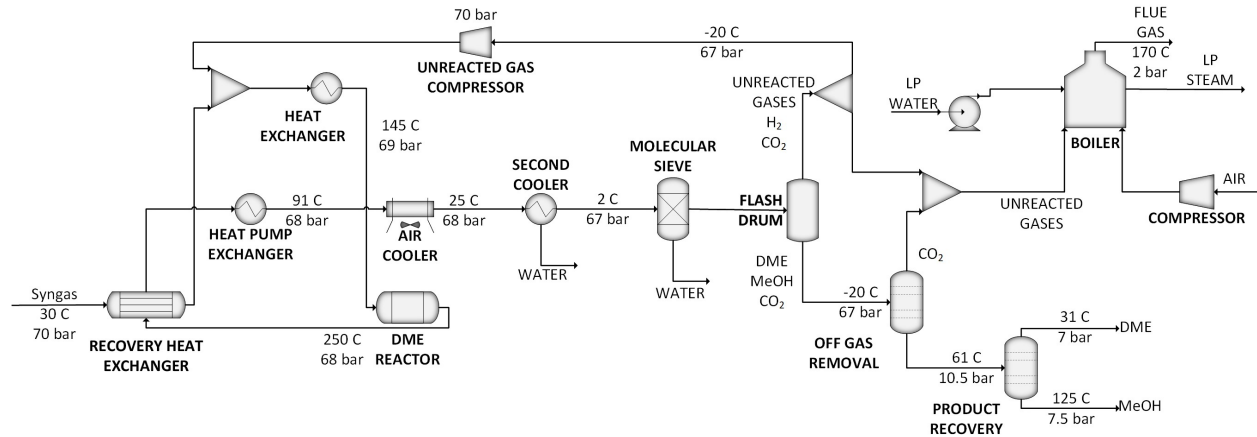 70 bar
UNREACTED GAS
COMPRESSOR
-20 C
67 bar
FLUE
GAS
170 C
2 bar
LP
STEAM
LP
WATER
BOILER
UNREACTED
GASES
H₂
CO₂
HEAT
EXCHANGER
145 C
69 bar
MOLECULAR
SIEVE
SECOND
COOLER
91 C
68 bar
HEAT PUMP
EXCHANGER
25 C
68 bar
AIR
COOLER
2 C
67 bar
WATER
WATER
FLASH
DRUM
UNREACTED
GASES
AIR
COMPRESSOR
DME
MeOH
CO₂
CO₂
-20 C
67 bar
OFF GAS
REMOVAL
Syngas
30 C
70 bar
RECOVERY HEAT
EXCHANGER
250 C
68 bar
DME
REACTOR
61 C
10.5 bar
31 C
7 bar
DME
125 C
7.5 bar
MeOH
PRODUCT
RECOVERY